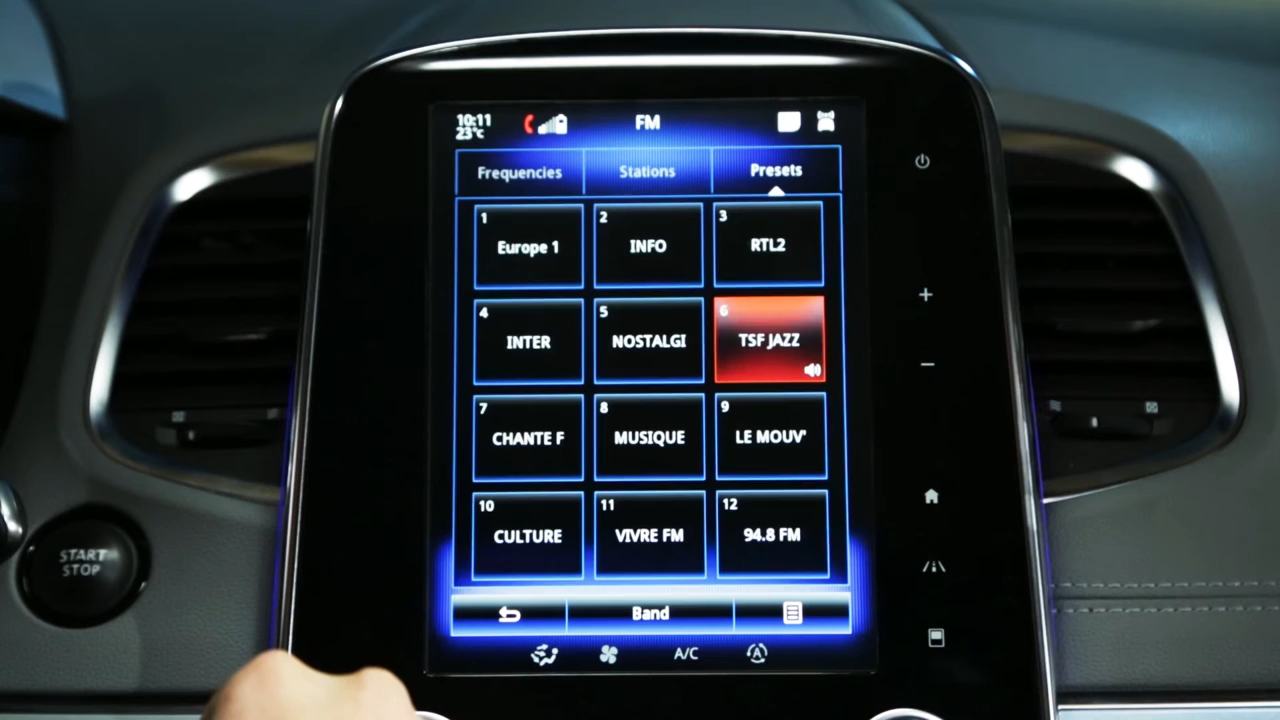 10:11
23°c
FM
Frequencies
Stations
Presets
1
Europe 1
2
INFO
3
RTL2
4
INTER
5
NOSTALGI
6
TSF JAZZ
7
CHANTE F
8
MUSIQUE
9
LE MOUV'
10
CULTURE
11
VIVRE FM
12
94.8 FM
Band
A/C
START
STOP